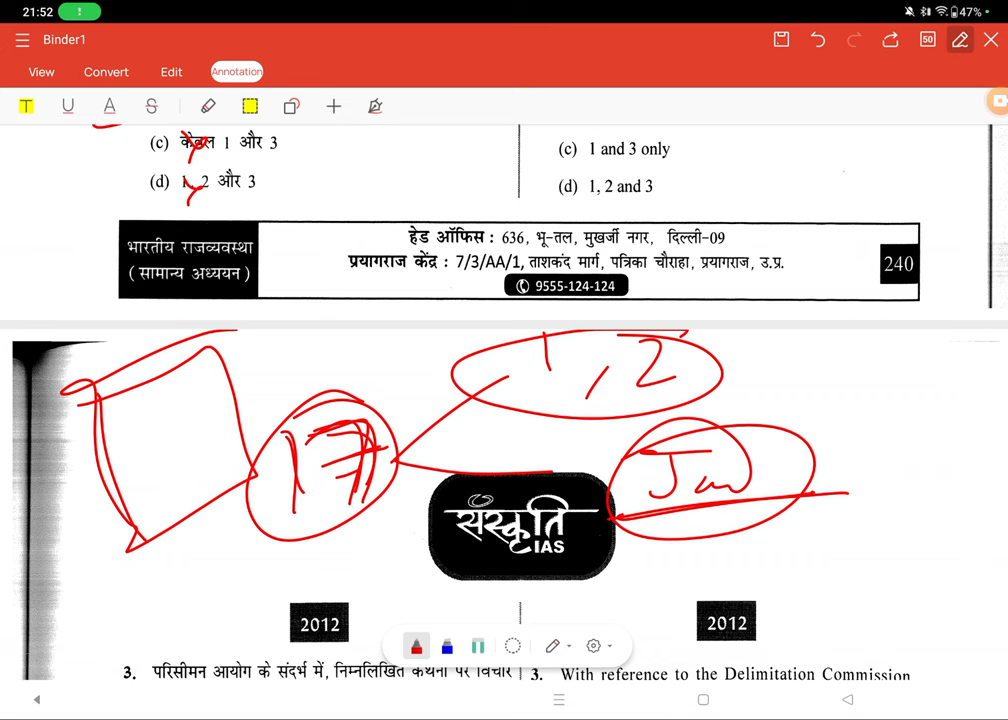 21:52
47%
Binder1
50
View Convert Edit Annotation
T U A S
(c) केवल 1 और 3
(c) 1 and 3 only
(d) 1, 2 और 3
(d) 1, 2 and 3
भारतीय राजव्यवस्था
(सामान्य अध्ययन)
हेड ऑफिस : 636, भू-तल, मुखर्जी नगर, दिल्ली-09
प्रयागराज केंद्र : 7/3/AA/1, ताशकंद मार्ग, पत्रिका चौराहा, प्रयागराज, उ.प्र.
9555-124-124
240
1, 2
17
संस्कृति
IAS
2012
2012
3. परिसीमन आयोग के संदर्भ में, निम्नलिखित कथनों पर विचार
3. With reference to the Delimitation Commission